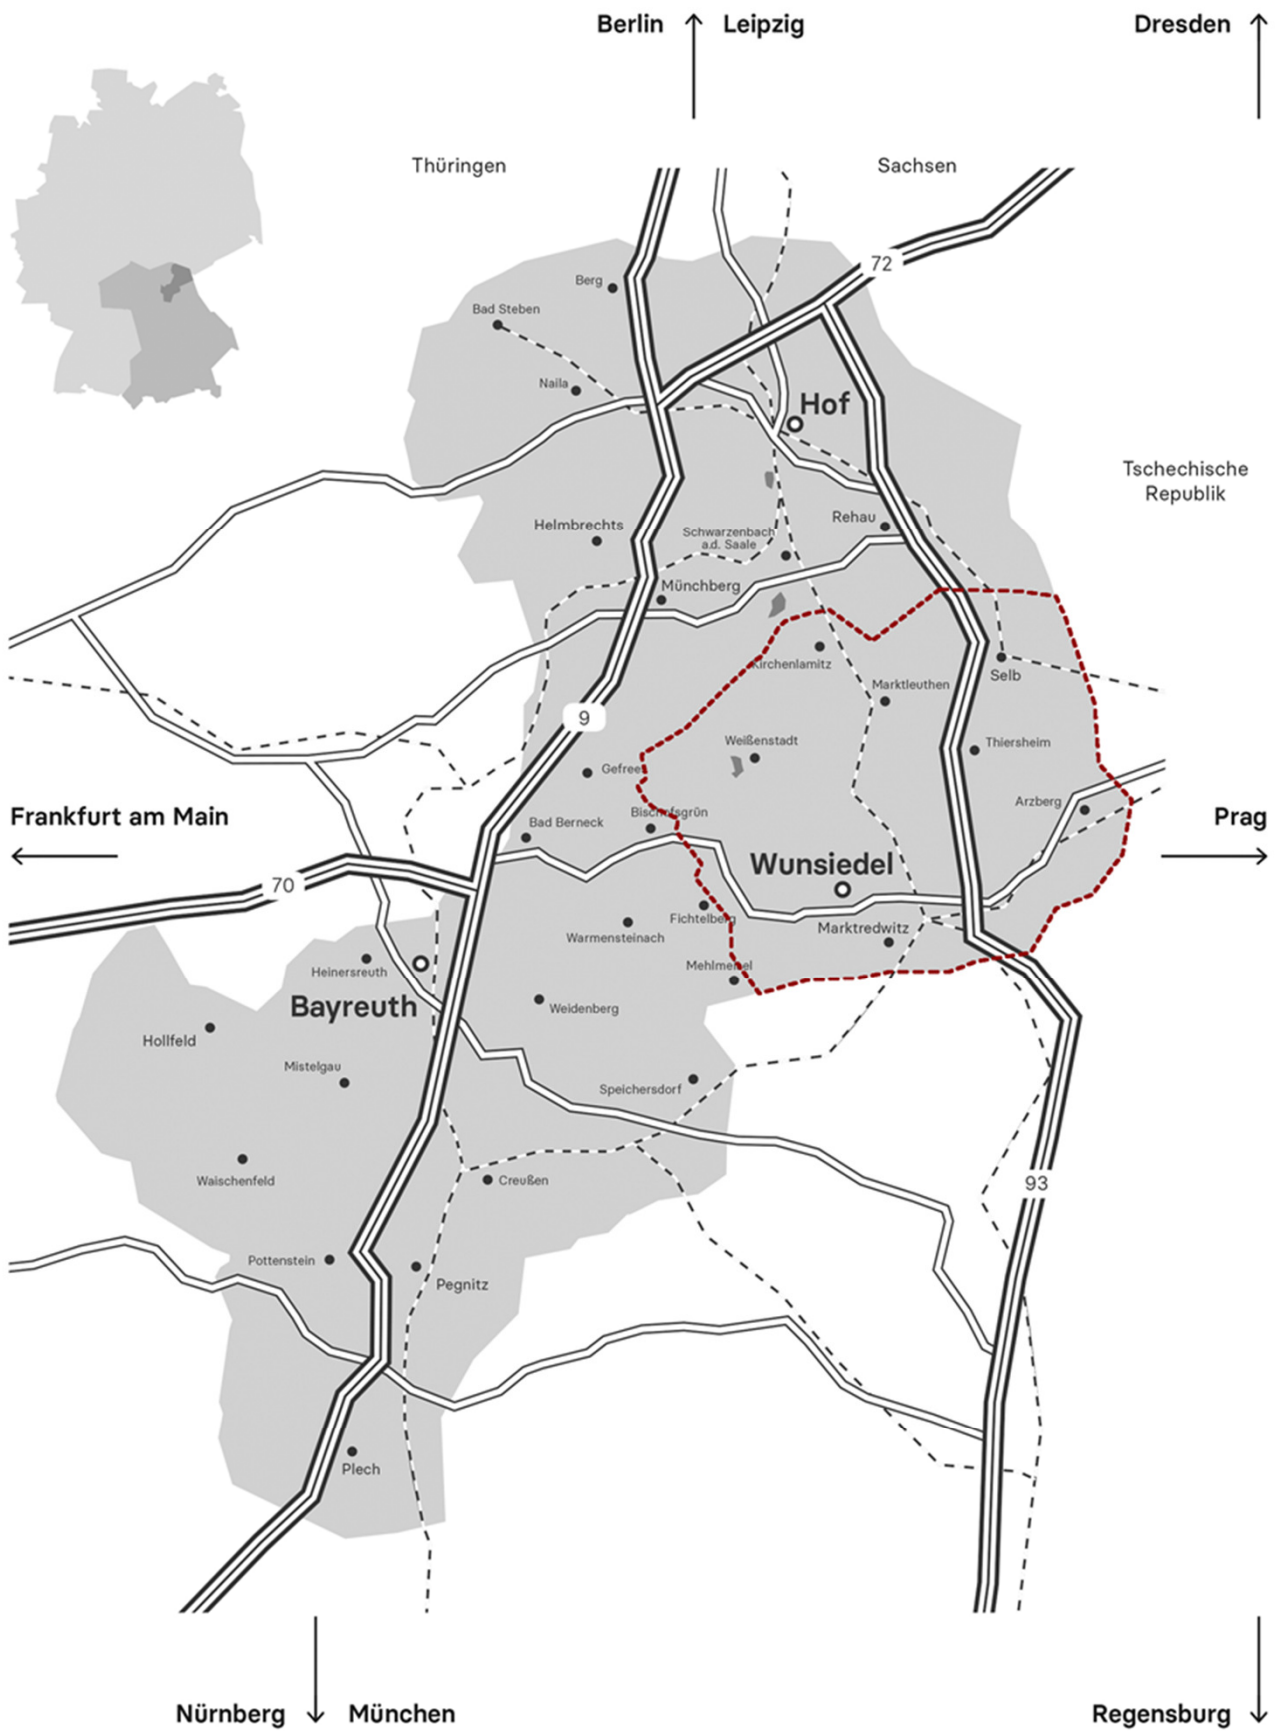 Berlin
Leipzig
Dresden
Thüringen
Sachsen
72
Berg
Bad Steben
Naila
Hof
Tschechische
Republik
Helmbrechts
Schwarzenbach
a.d. Saale
Rehau
Münchberg
Kirchenlamitz
Selb
Marktleuthen
9
Weißenstadt
Thiersheim
Gefrees
Frankfurt am Main
Bad Berneck
Bischofsgrün
Arzberg
Prag
Wunsiedel
70
Fichtelberg
Warmensteinach
Marktredwitz
Heinersreuth
Mehlmeisel
Bayreuth
Weidenberg
Hollfeld
Mistelgau
Speichersdorf
Waischenfeld
Creußen
93
Pottenstein
Pegnitz
Plech
Nürnberg
München
Regensburg